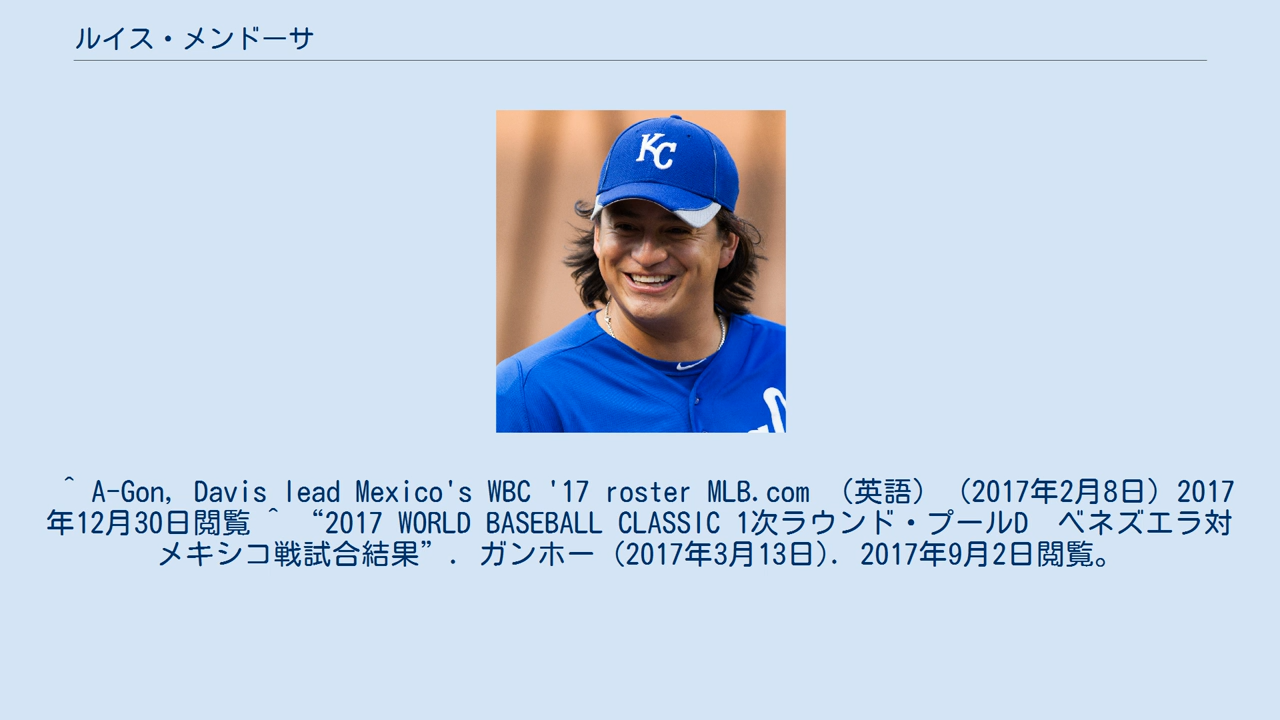 ルイス・メンドーサ
KC
^ A-Gon, Davis lead Mexico's WBC '17 roster MLB.com （英語） （2017年2月8日）2017
年12月30日閲覧 ^ “2017 WORLD BASEBALL CLASSIC 1次ラウンド・プールD　ベネズエラ対
メキシコ戦試合結果”. ガンホー (2017年3月13日). 2017年9月2日閲覧。